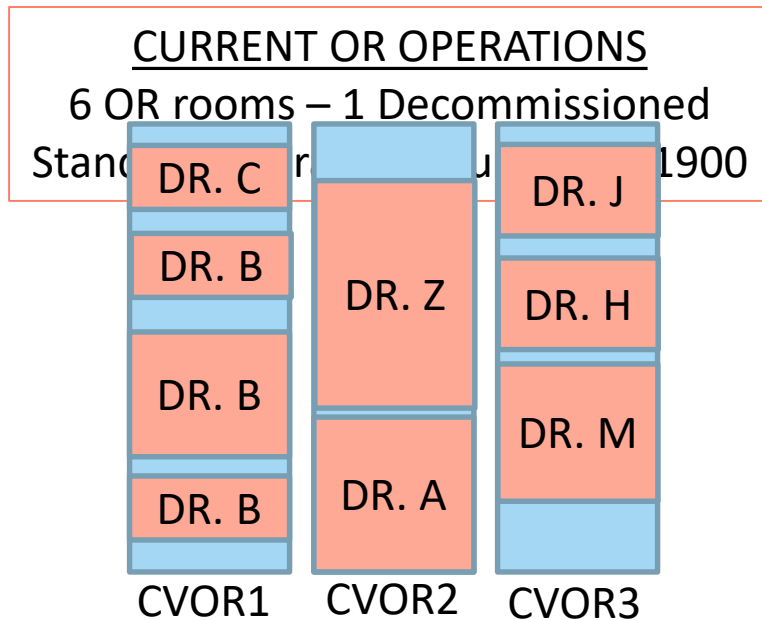 CURRENT OR OPERATIONS
6 OR rooms – 1 Decommissioned
1900
DR. C
DR. B
DR. B
DR. B
CVOR1
DR. Z
DR. A
CVOR2
DR. J
DR. H
DR. M
CVOR3